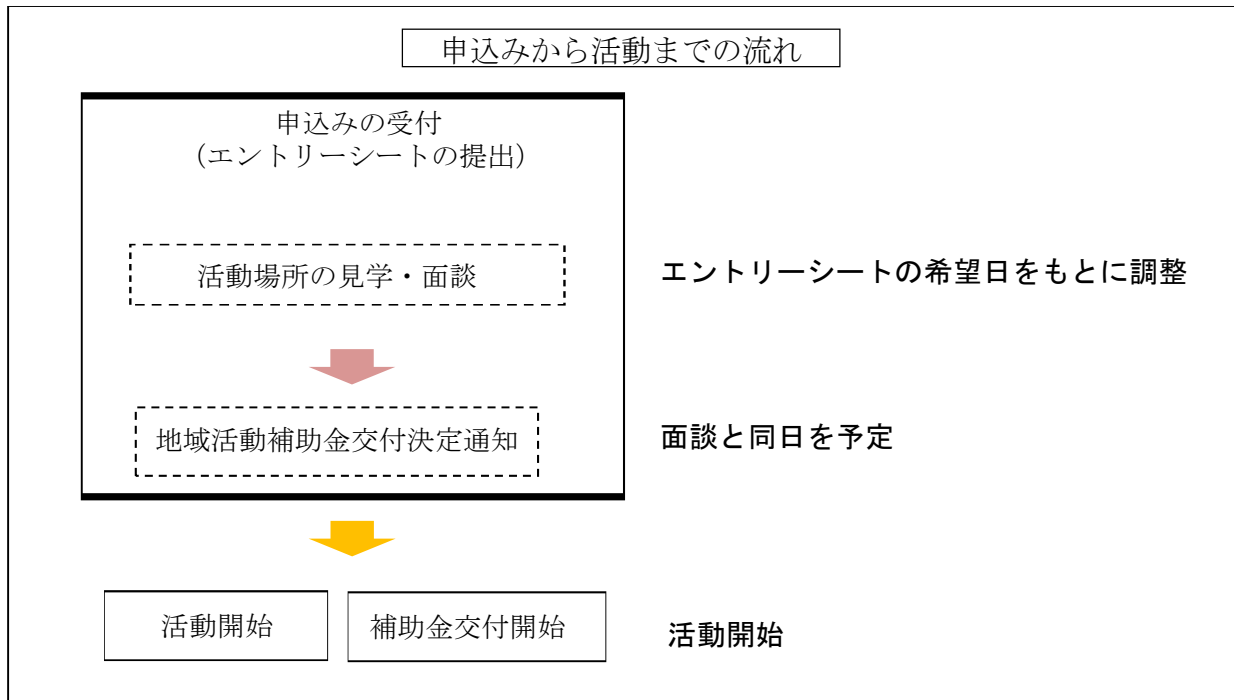 申込みから活動までの流れ
申込みの受付
（エントリーシートの提出）
活動場所の見学・面談
エントリーシートの希望日をもとに調整
地域活動補助金交付決定通知
面談と同日を予定
活動開始
補助金交付開始
活動開始